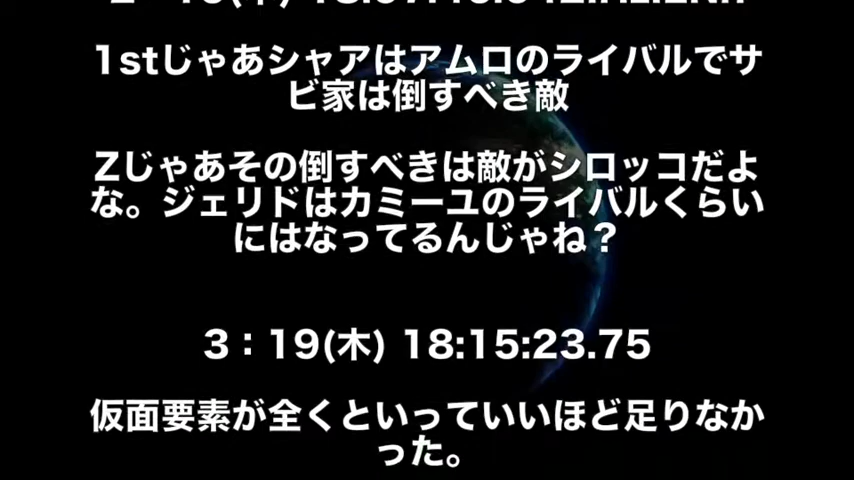 1stじゃあシャアはアムロのライバルでサ
ビ家は倒すべき敵
Zじゃあその倒すべきは敵がシロッコだよ
な。ジェリドはカミーユのライバルくらい
にはなってるんじゃね？
3：19(木) 18:15:23.75
仮面要素が全くといっていいほど足りなか
った。